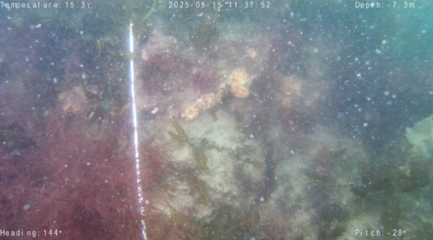 Temperature: 15.3c
2025-05-15 11:37:52
Depth: -7.3m
Heading: 144°
Pitch: -28°